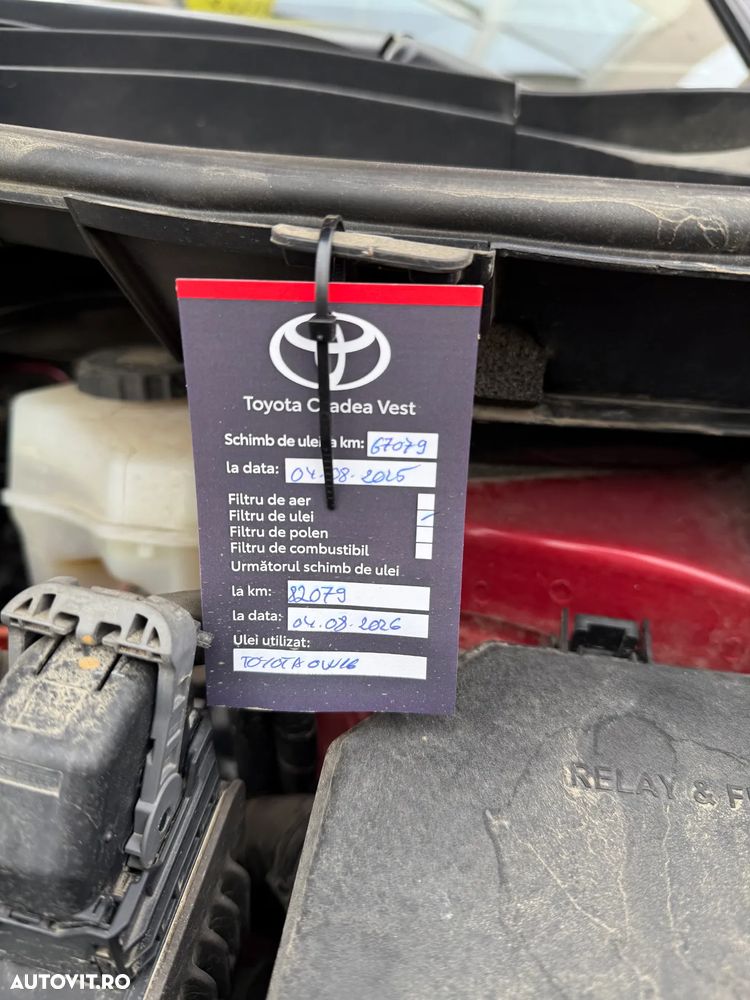 Toyota Oradea Vest
Schimb de ulei la km: 67079
la data: 04.08.2025
Filtru de aer
Filtru de ulei
Filtru de polen
Filtru de combustibil
Următorul schimb de ulei
la km: 82079
la data: 04.08.2026
Ulei utilizat:
TOYOTA 0W16
RELAY &
AUTOVIT.RO